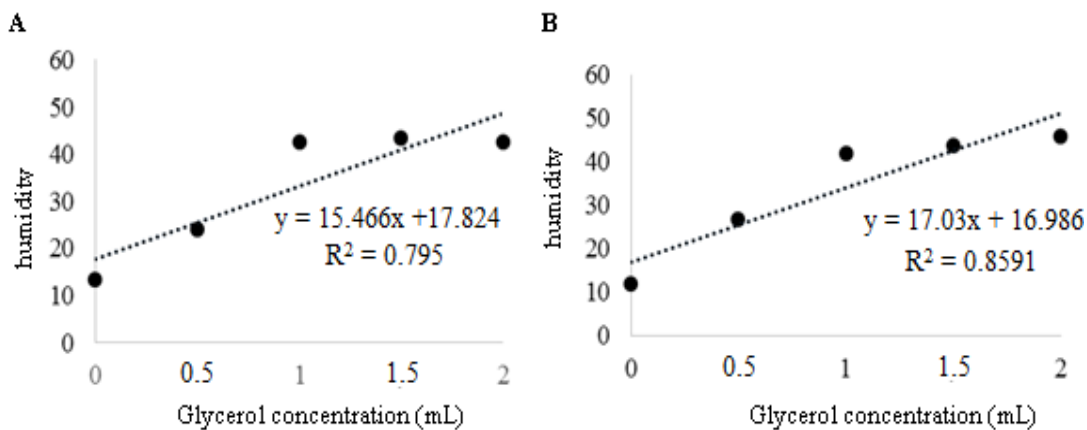 A
60
50
40
30
20
10
0
humidity
y = 15.466x +17.824
R² = 0.795
0 0.5 1 1.5 2
Glycerol concentration (mL)
B
60
50
40
30
20
10
0
humidity
y = 17.03x + 16.986
R² = 0.8591
0 0.5 1 1.5 2
Glycerol concentration (mL)